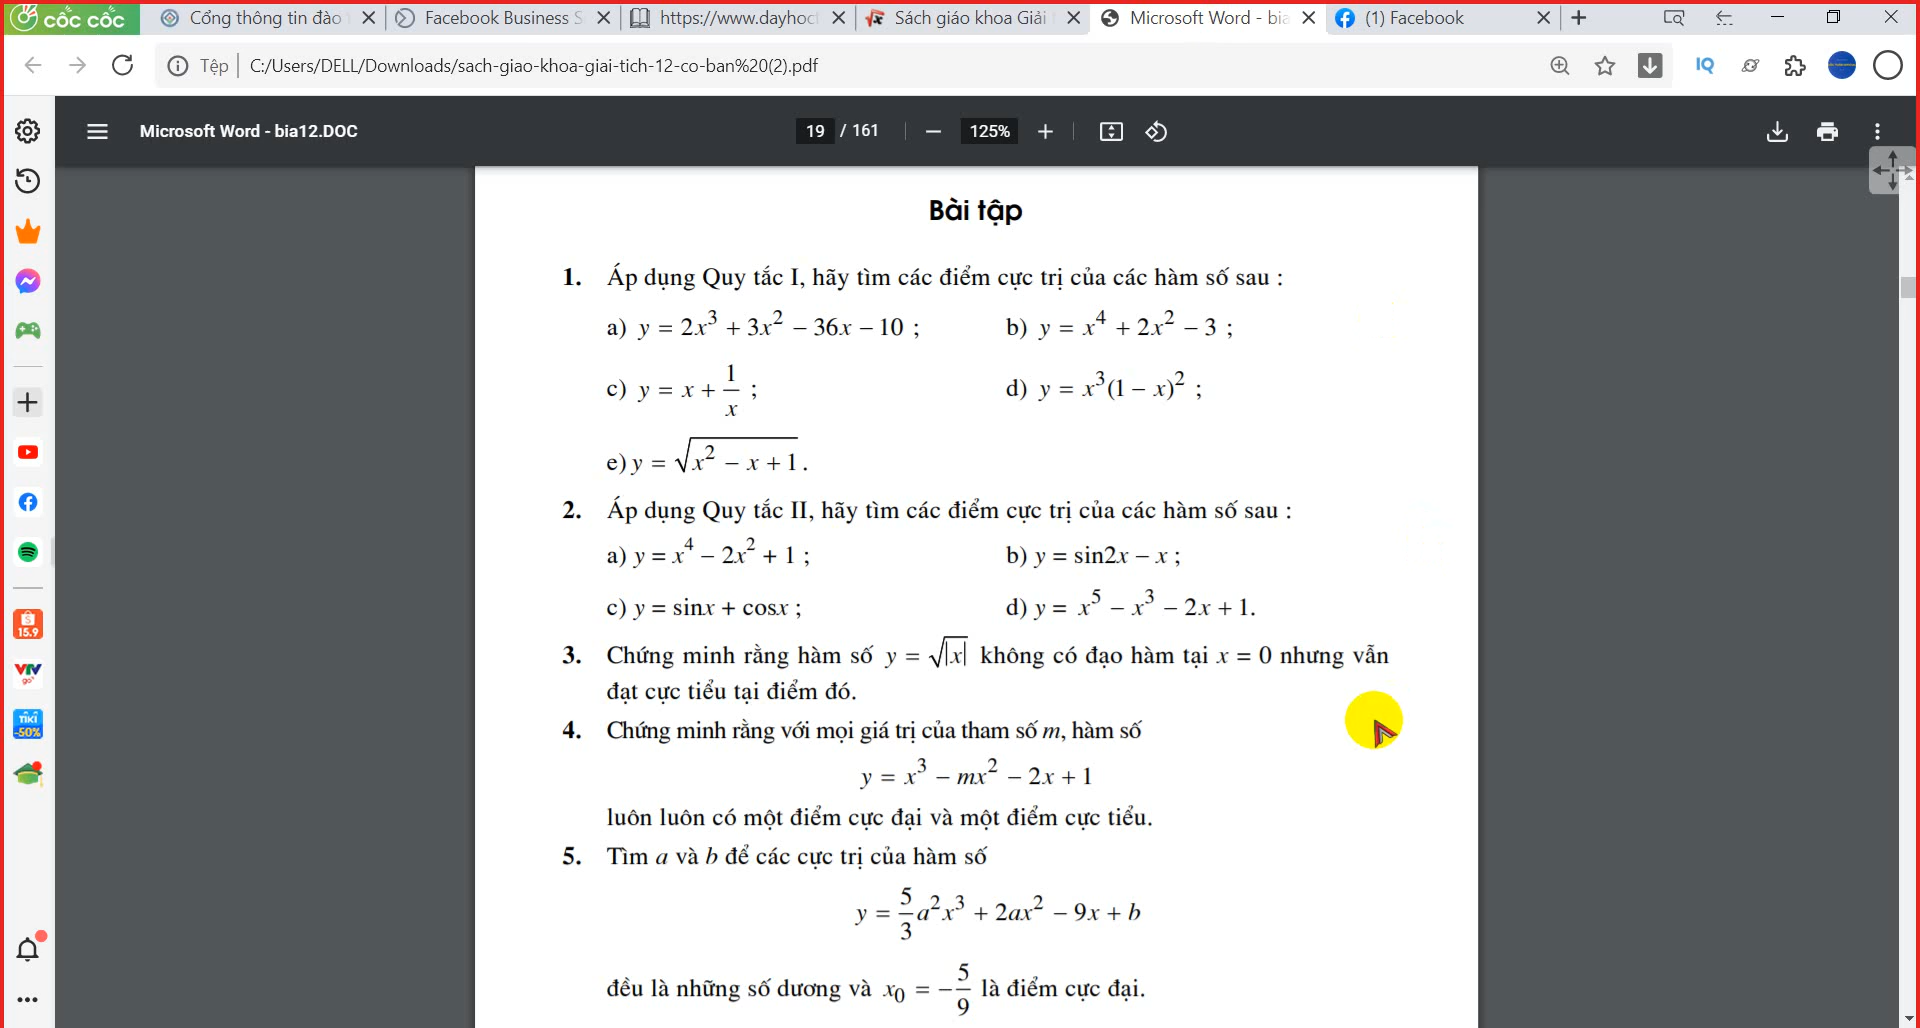 cốc cốc
Cổng thông tin đào t
Facebook Business S
https://www.dayhoct
Sách giáo khoa Giải
Microsoft Word - bia
(1) Facebook
Tệp
C:/Users/DELL/Downloads/sach-giao-khoa-giai-tich-12-co-ban%20(2).pdf
IQ
Microsoft Word - bia12.DOC
19 / 161
125%
Bài tập
1. Áp dụng Quy tắc I, hãy tìm các điểm cực trị của các hàm số sau :
a) y = 2x³ + 3x² − 36x − 10 ; b) y = x⁴ + 2x² − 3 ;
c) y = x + 1/x ; d) y = x³(1 − x)² ;
e) y = √(x² − x + 1).
2. Áp dụng Quy tắc II, hãy tìm các điểm cực trị của các hàm số sau :
a) y = x⁴ − 2x² + 1 ; b) y = sin2x − x ;
c) y = sinx + cosx ; d) y = x⁵ − x³ − 2x + 1.
3. Chứng minh rằng hàm số y = √|x| không có đạo hàm tại x = 0 nhưng vẫn
đạt cực tiểu tại điểm đó.
4. Chứng minh rằng với mọi giá trị của tham số m, hàm số
y = x³ − mx² − 2x + 1
luôn luôn có một điểm cực đại và một điểm cực tiểu.
5. Tìm a và b để các cực trị của hàm số
y = 5/3 a²x³ + 2ax² − 9x + b
đều là những số dương và x₀ = −5/9 là điểm cực đại.
15.9
VTV
go
TIKI
-50%